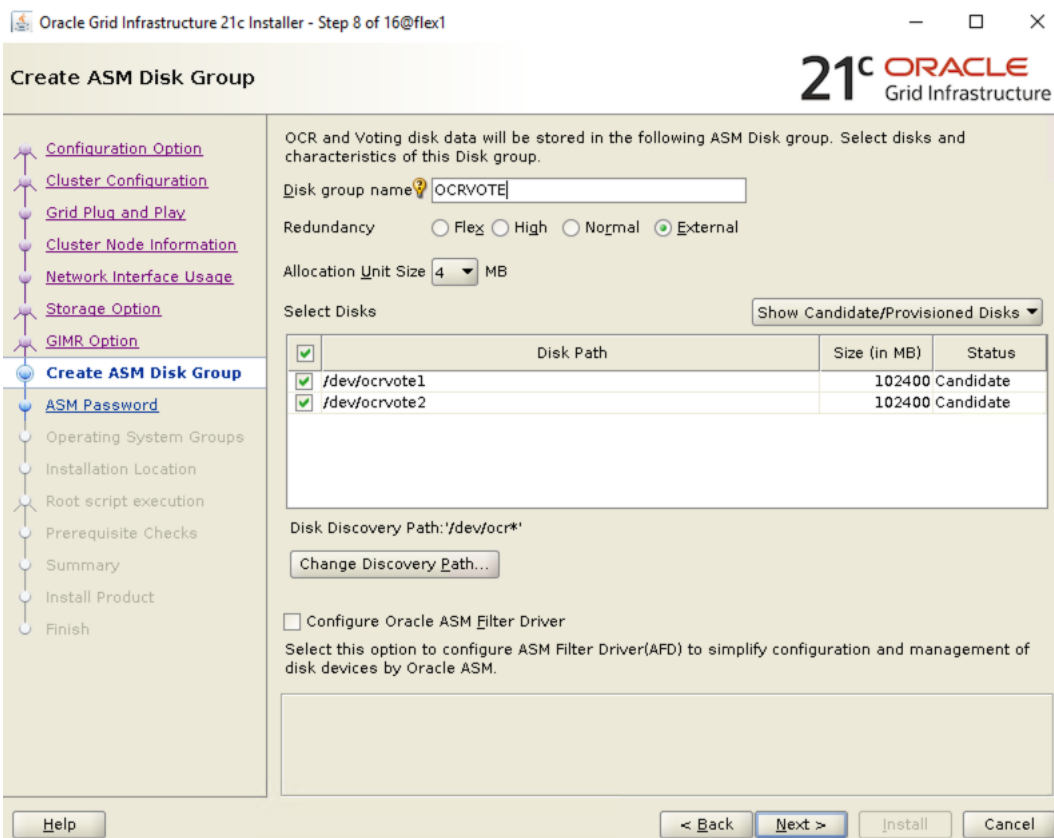 Oracle Grid Infrastructure 21c Installer - Step 8 of 16@flex1
Create ASM Disk Group
21c ORACLE
Grid Infrastructure
Configuration Option
Cluster Configuration
Grid Plug and Play
Cluster Node Information
Network Interface Usage
Storage Option
GIMR Option
Create ASM Disk Group
ASM Password
Operating System Groups
Installation Location
Root script execution
Prerequisite Checks
Summary
Install Product
Finish
OCR and Voting disk data will be stored in the following ASM Disk group. Select disks and
characteristics of this Disk group.
Disk group name OCRVOTE
Redundancy Flex High Normal External
Allocation Unit Size 4 MB
Select Disks Show Candidate/Provisioned Disks
Disk Path Size (in MB) Status
/dev/ocrvote1 102400 Candidate
/dev/ocrvote2 102400 Candidate
Disk Discovery Path:'/dev/ocr*'
Change Discovery Path...
Configure Oracle ASM Filter Driver
Select this option to configure ASM Filter Driver(AFD) to simplify configuration and management of
disk devices by Oracle ASM.
Help < Back Next > Install Cancel